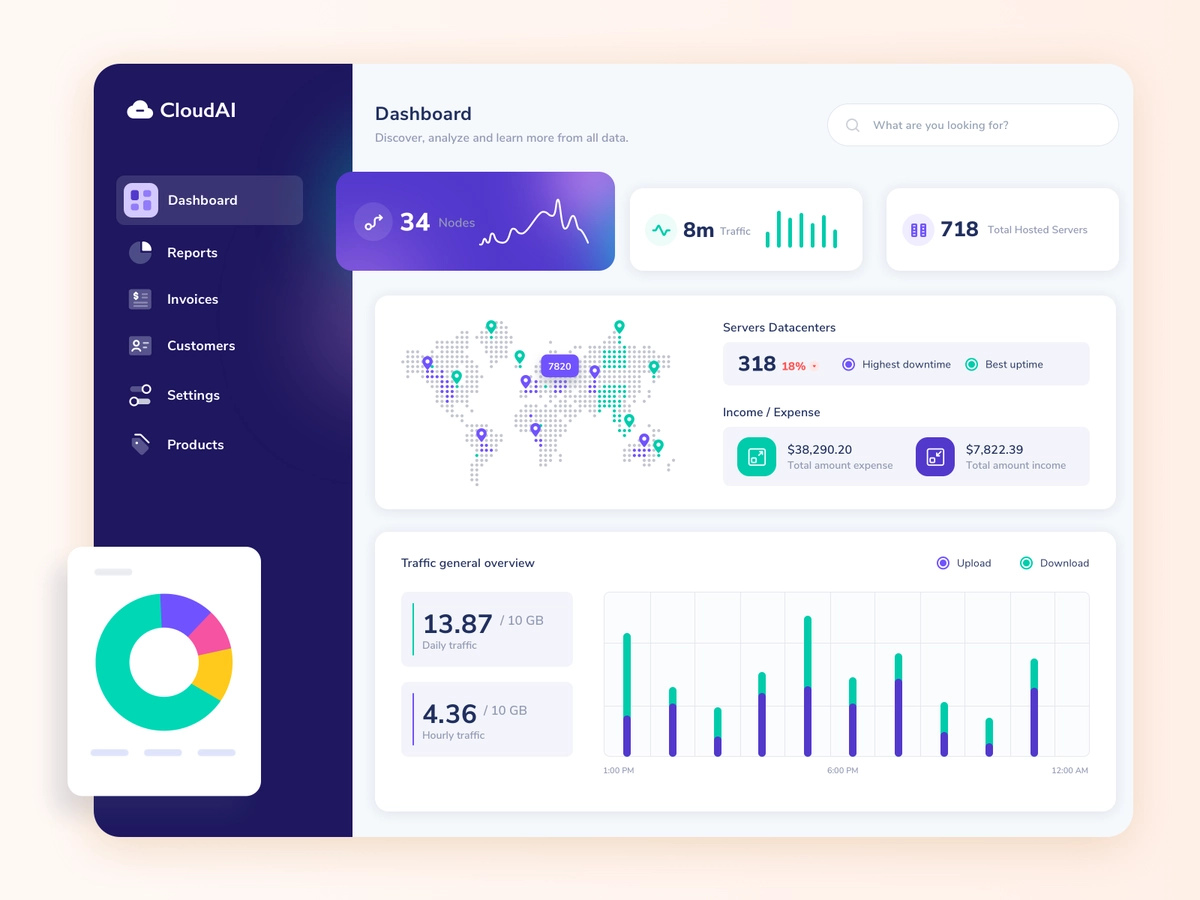 CloudAI
Dashboard
Reports
$
Invoices
Customers
Settings
Products
Dashboard
Discover, analyze and learn more from all data.
What are you looking for?
34 Nodes
8m Traffic
718 Total Hosted Servers
7820
Servers Datacenters
318 18%
Highest downtime
Best uptime
Income / Expense
$38,290.20
Total amount expense
$7,822.39
Total amount income
Traffic general overview
Upload
Download
13.87 / 10 GB
Daily traffic
4.36 / 10 GB
Hourly traffic
1:00 PM
6:00 PM
12:00 AM